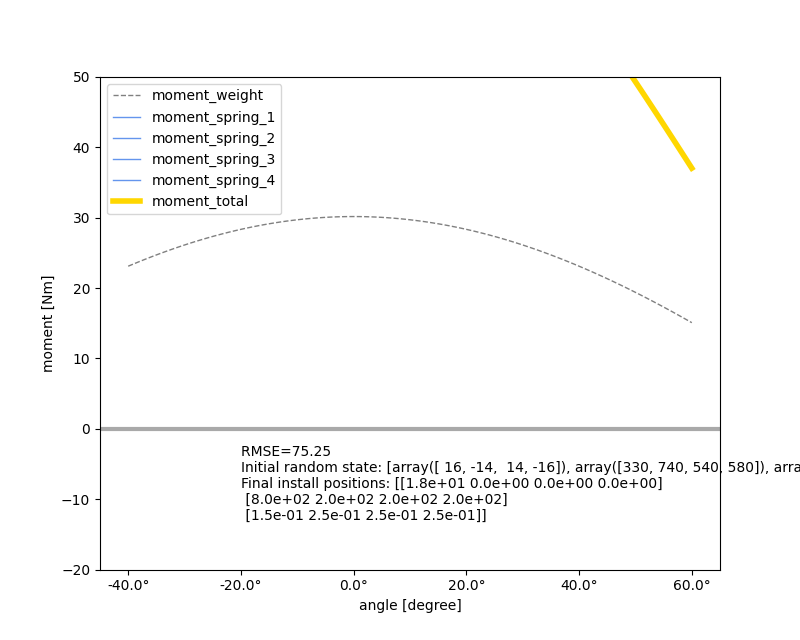 50
40
30
20
10
0
−10
−20
moment [Nm]
moment_weight
moment_spring_1
moment_spring_2
moment_spring_3
moment_spring_4
moment_total
RMSE=75.25
Initial random state: [array([ 16, -14,  14, -16]), array([330, 740, 540, 580]), arra
Final install positions: [[1.8e+01 0.0e+00 0.0e+00 0.0e+00]
[8.0e+02 2.0e+02 2.0e+02 2.0e+02]
[1.5e-01 2.5e-01 2.5e-01 2.5e-01]]
-40.0° -20.0° 0.0° 20.0° 40.0° 60.0°
angle [degree]